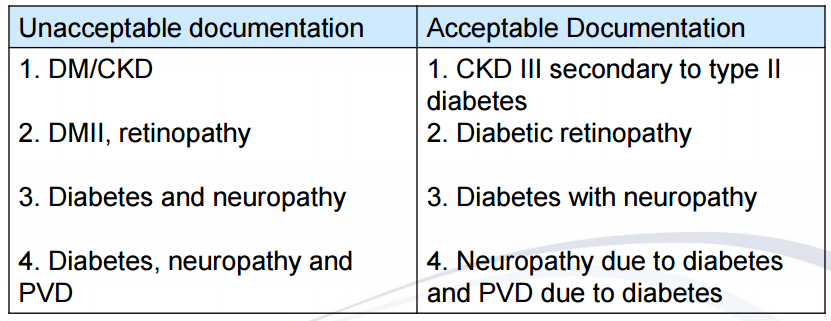 Unacceptable documentation
Acceptable Documentation
1. DM/CKD
1. CKD III secondary to type II
diabetes
2. DMII, retinopathy
2. Diabetic retinopathy
3. Diabetes and neuropathy
3. Diabetes with neuropathy
4. Diabetes, neuropathy and
PVD
4. Neuropathy due to diabetes
and PVD due to diabetes